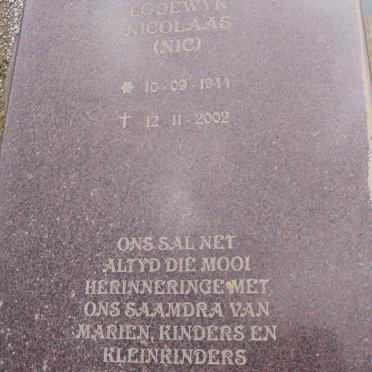 LODEWYK
NICOLAAS
(NIC)
10-09-1944
12-11-2002
ONS SAL NET
ALTYD DIE MOOI
HERINNERINGE MET
ONS SAAMDRA VAN
MARIEN, KINDERS EN
KLEINKINDERS